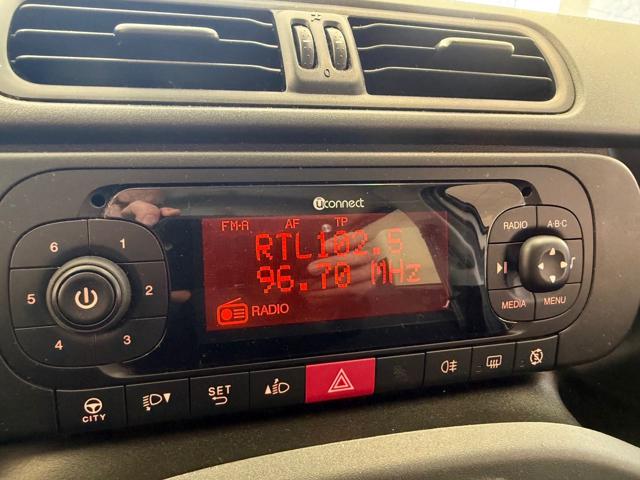 Uconnect
FM-A AF TP
RTL102.5
96.70 MHz
RADIO
6 1
5 2
4 3
RADIO A·B·C
MEDIA MENU
CITY
SET